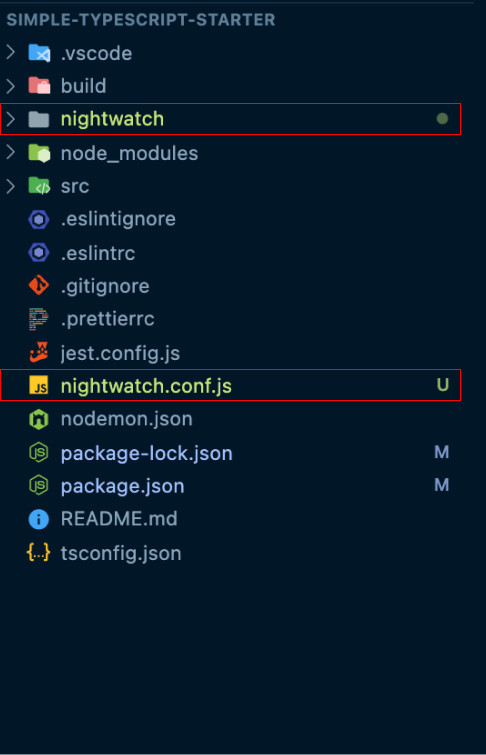 SIMPLE-TYPESCRIPT-STARTER
.vscode
build
nightwatch
node_modules
src
.eslintignore
.eslintrc
.gitignore
.prettierrc
jest.config.js
JS nightwatch.conf.js U
nodemon.json
package-lock.json M
package.json M
README.md
{...} tsconfig.json